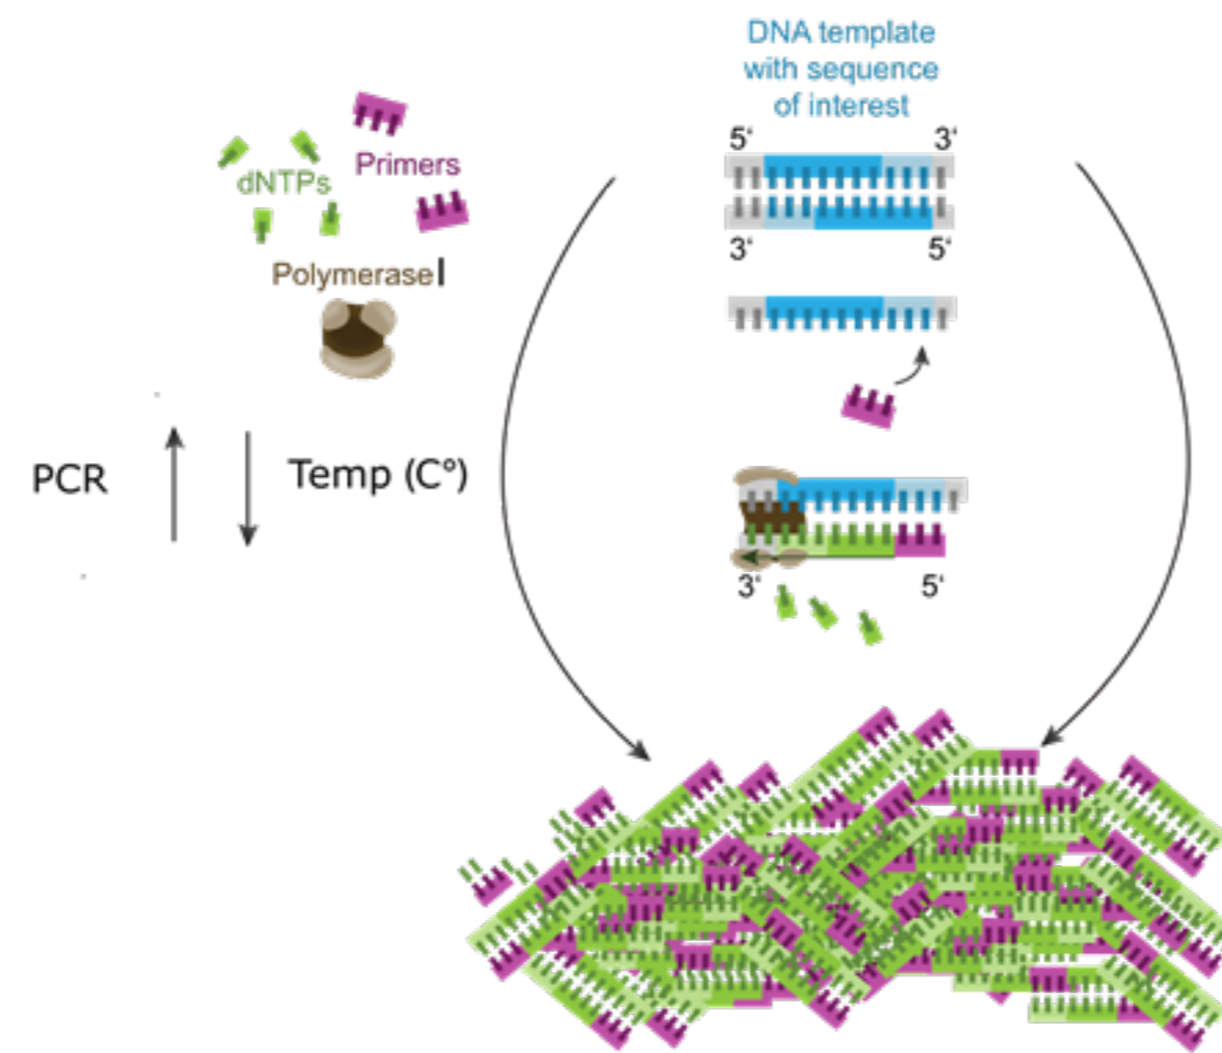 DNA template
with sequence
of interest
5' 3'
3' 5'
Primers
dNTPs
Polymerase I
PCR
Temp (C°)
3' 5'